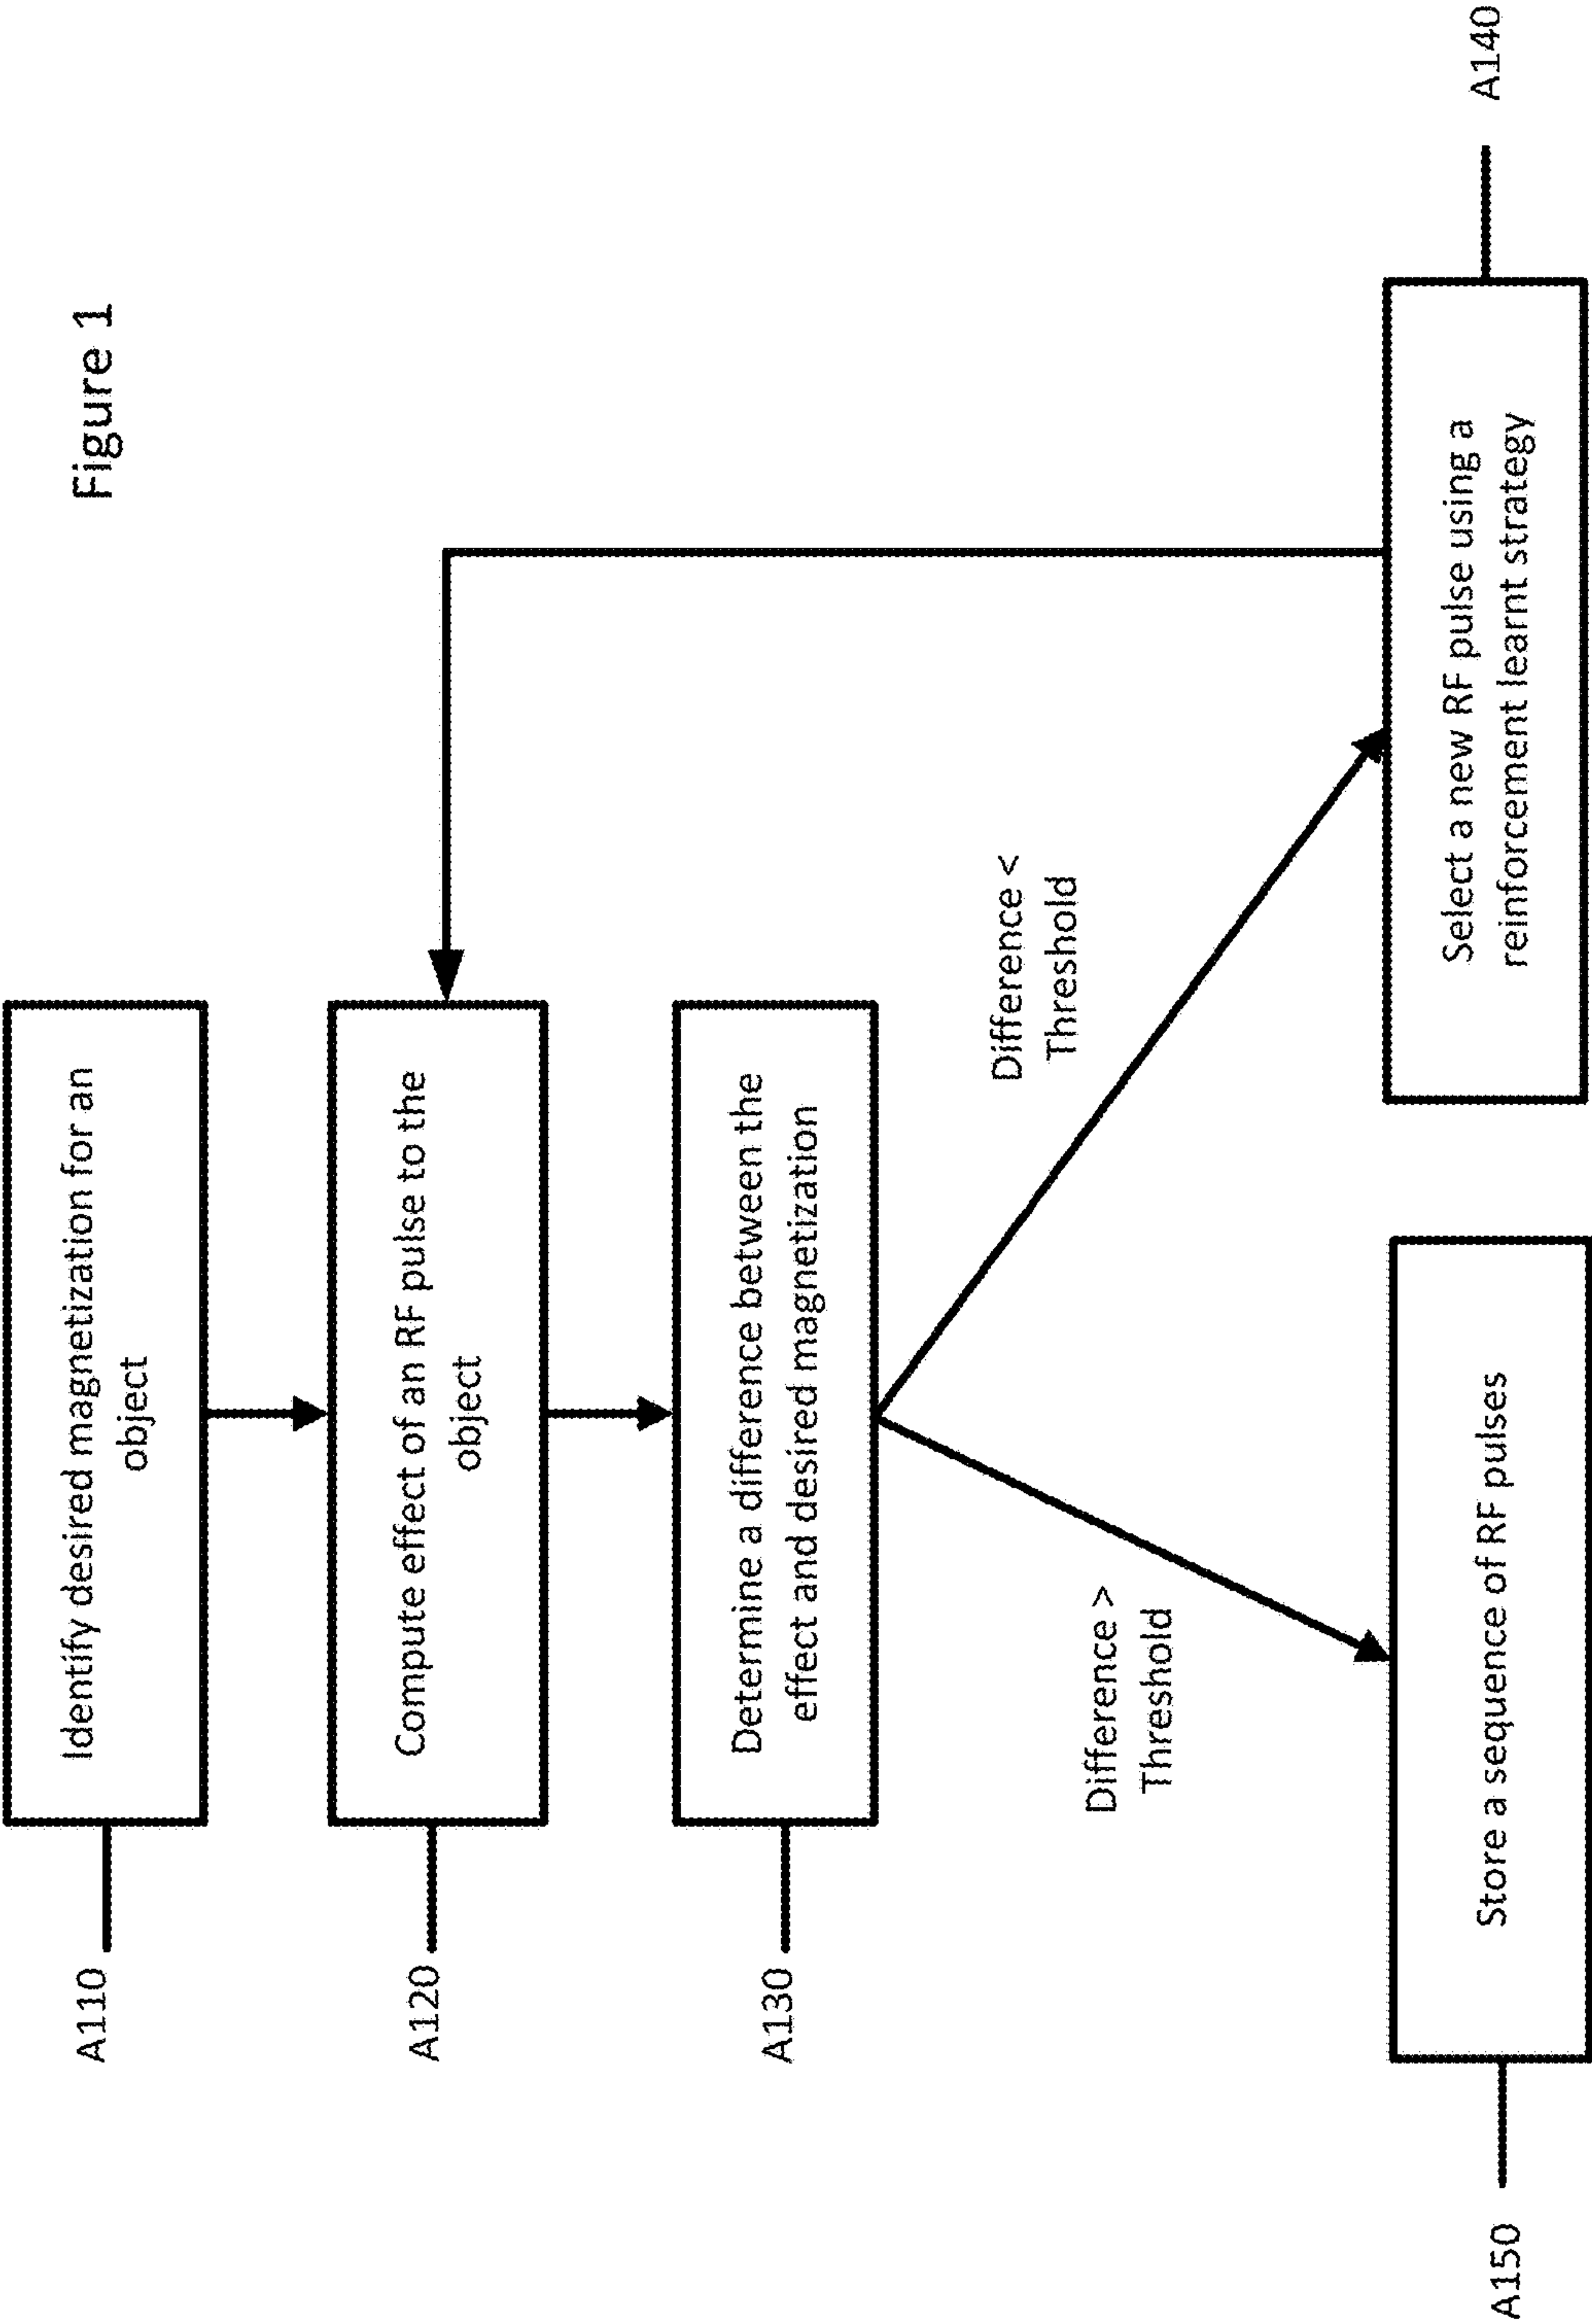 Figure 1
A110
Identify desired magnetization for an
object
A120
Compute effect of an RF pulse to the
object
A130
Determine a difference between the
effect and desired magnetization
Difference >
Threshold
Difference <
Threshold
A150
Store a sequence of RF pulses
Select a new RF pulse using a
reinforcement learnt strategy
A140